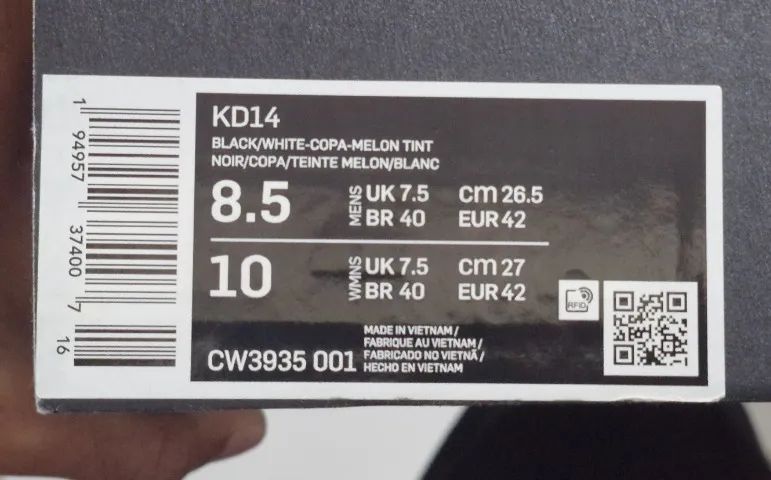 1 94957 37400 7 16
KD14
BLACK/WHITE-COPA-MELON TINT
NOIR/COPA/TEINTE MELON/BLANC
8.5 MENS UK 7.5 cm 26.5
BR 40 EUR 42
10 WMNS UK 7.5 cm 27
BR 40 EUR 42
RFID
CW3935 001
MADE IN VIETNAM /
FABRIQUE AU VIETNAM /
FABRICADO NO VIETNÃ /
HECHO EN VIETNAM